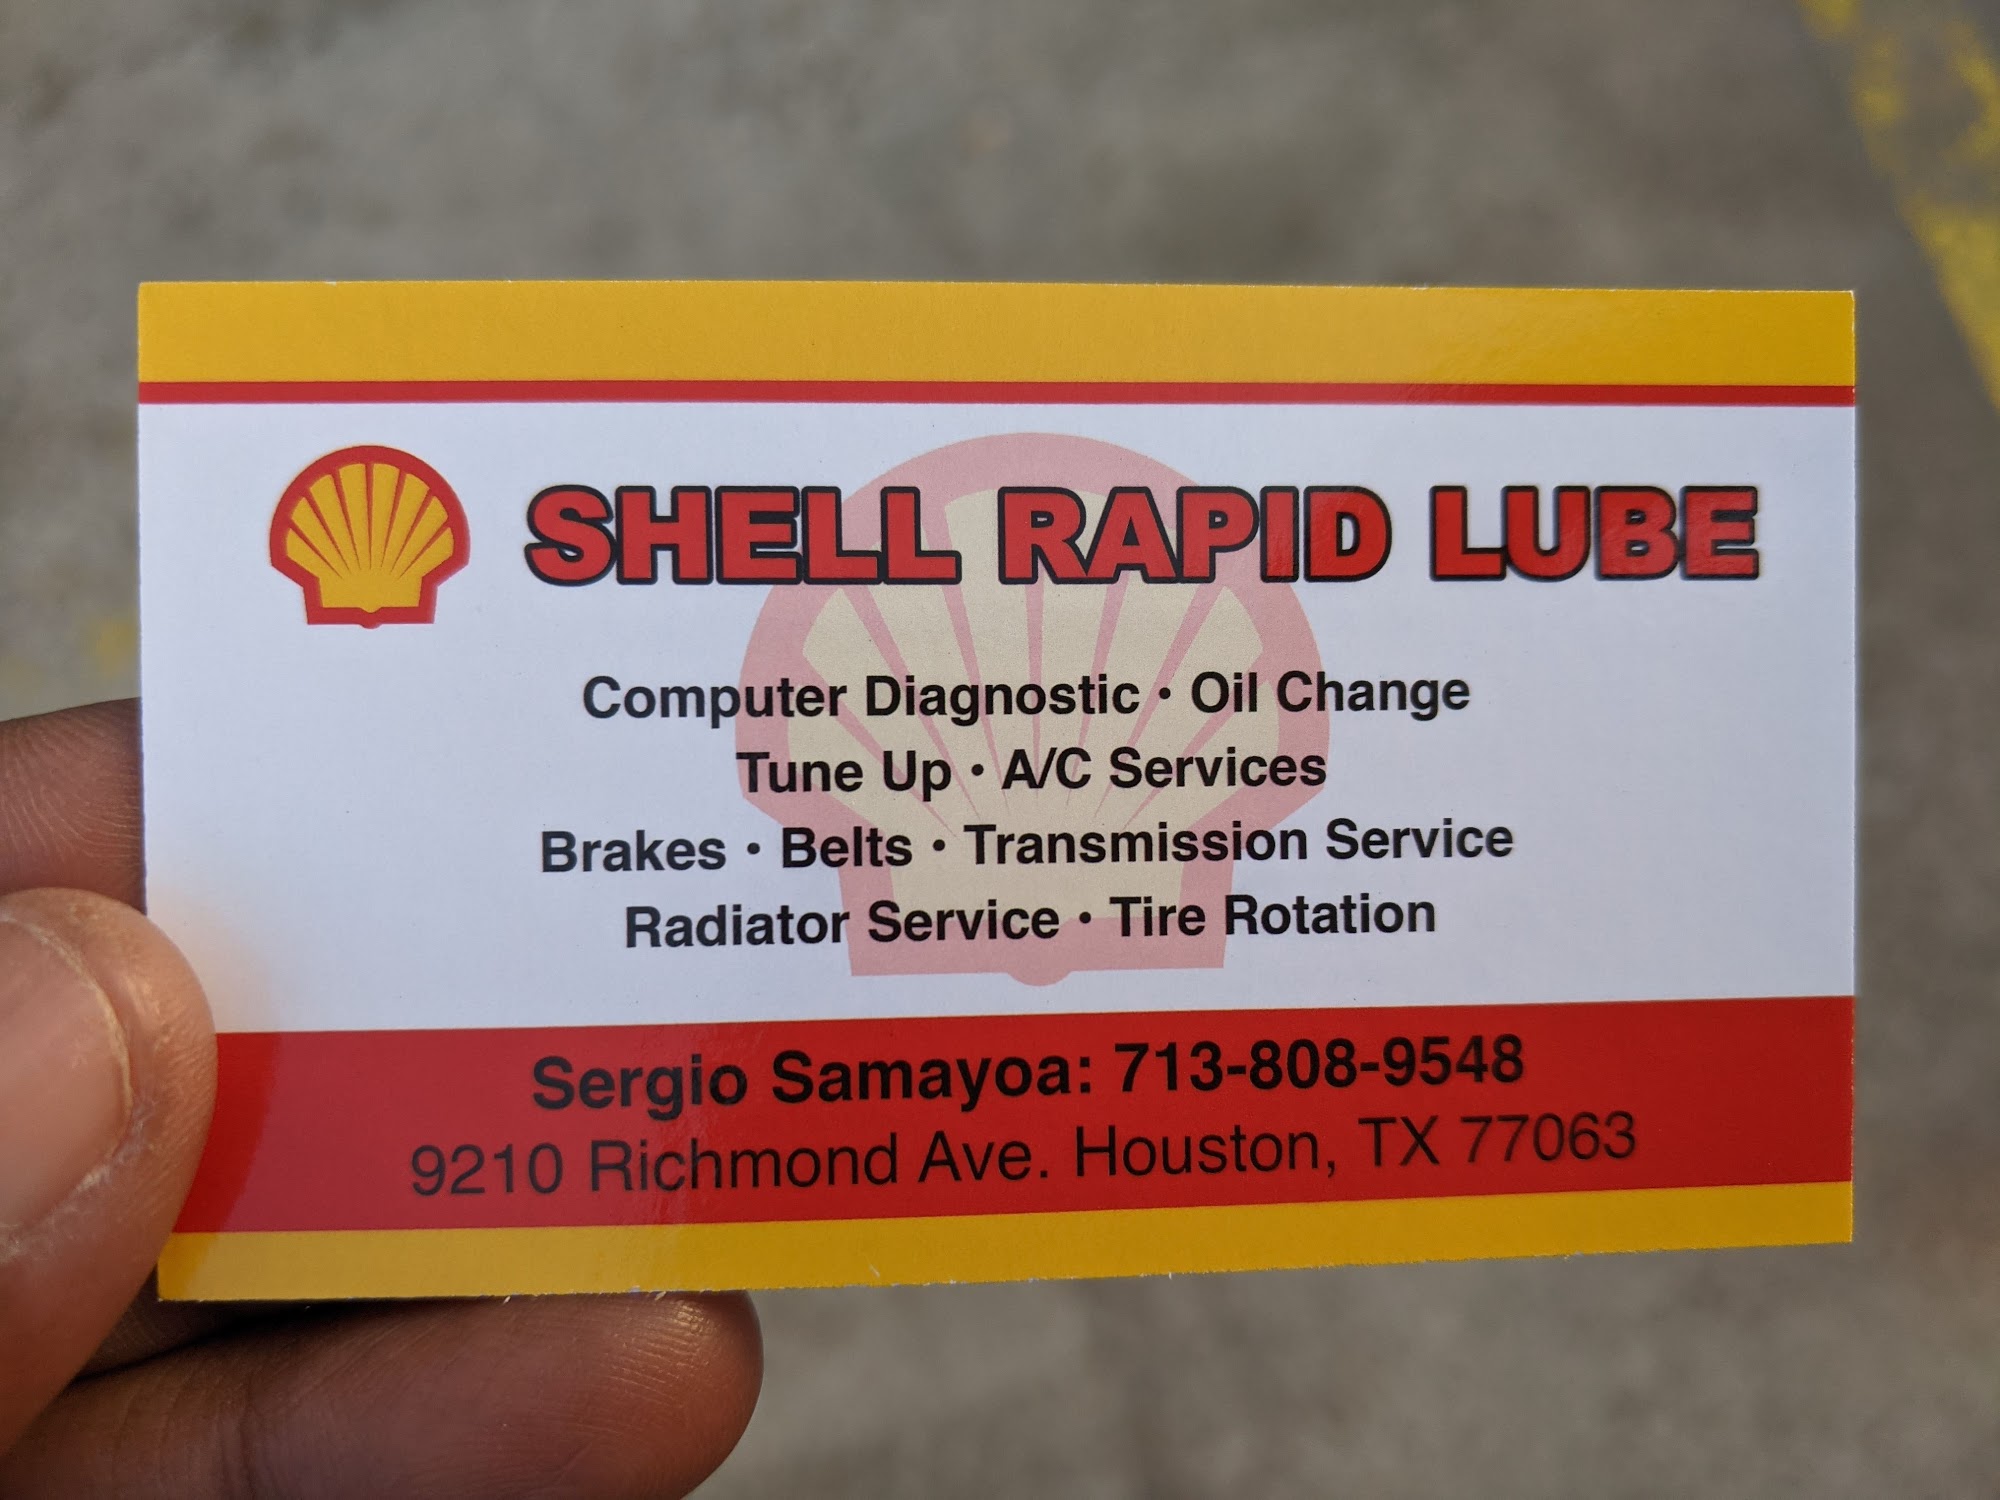 SHELL RAPID LUBE
Computer Diagnostic • Oil Change
Tune Up • A/C Services
Brakes • Belts • Transmission Service
Radiator Service • Tire Rotation
Sergio Samayoa: 713-808-9548
9210 Richmond Ave. Houston, TX 77063